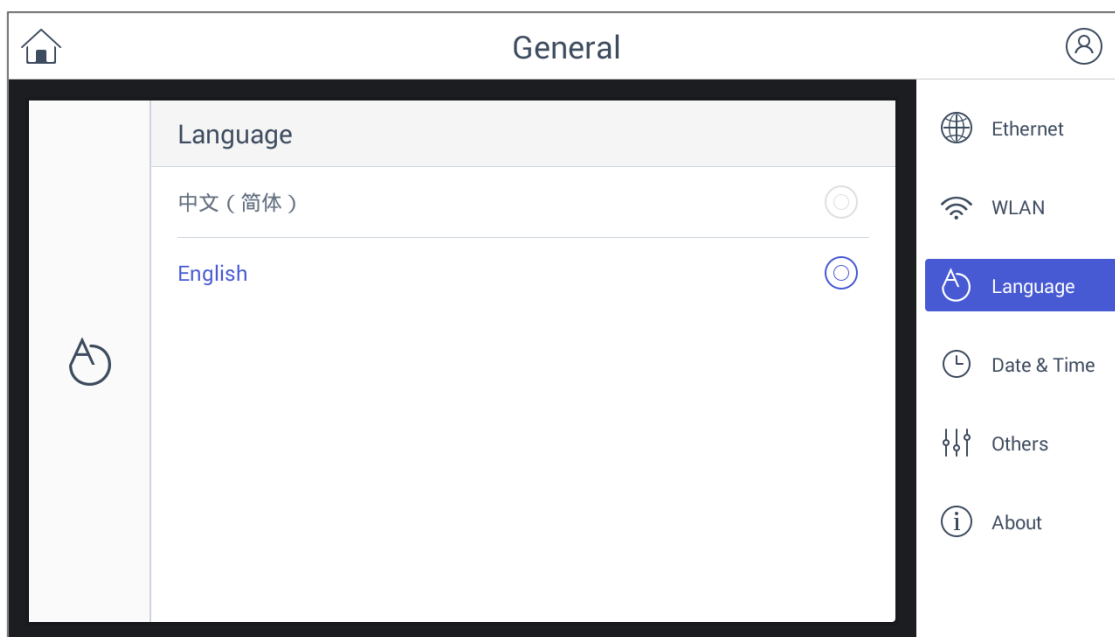 General
Language
中文（简体）
English
Ethernet
WLAN
Language
Date & Time
Others
About